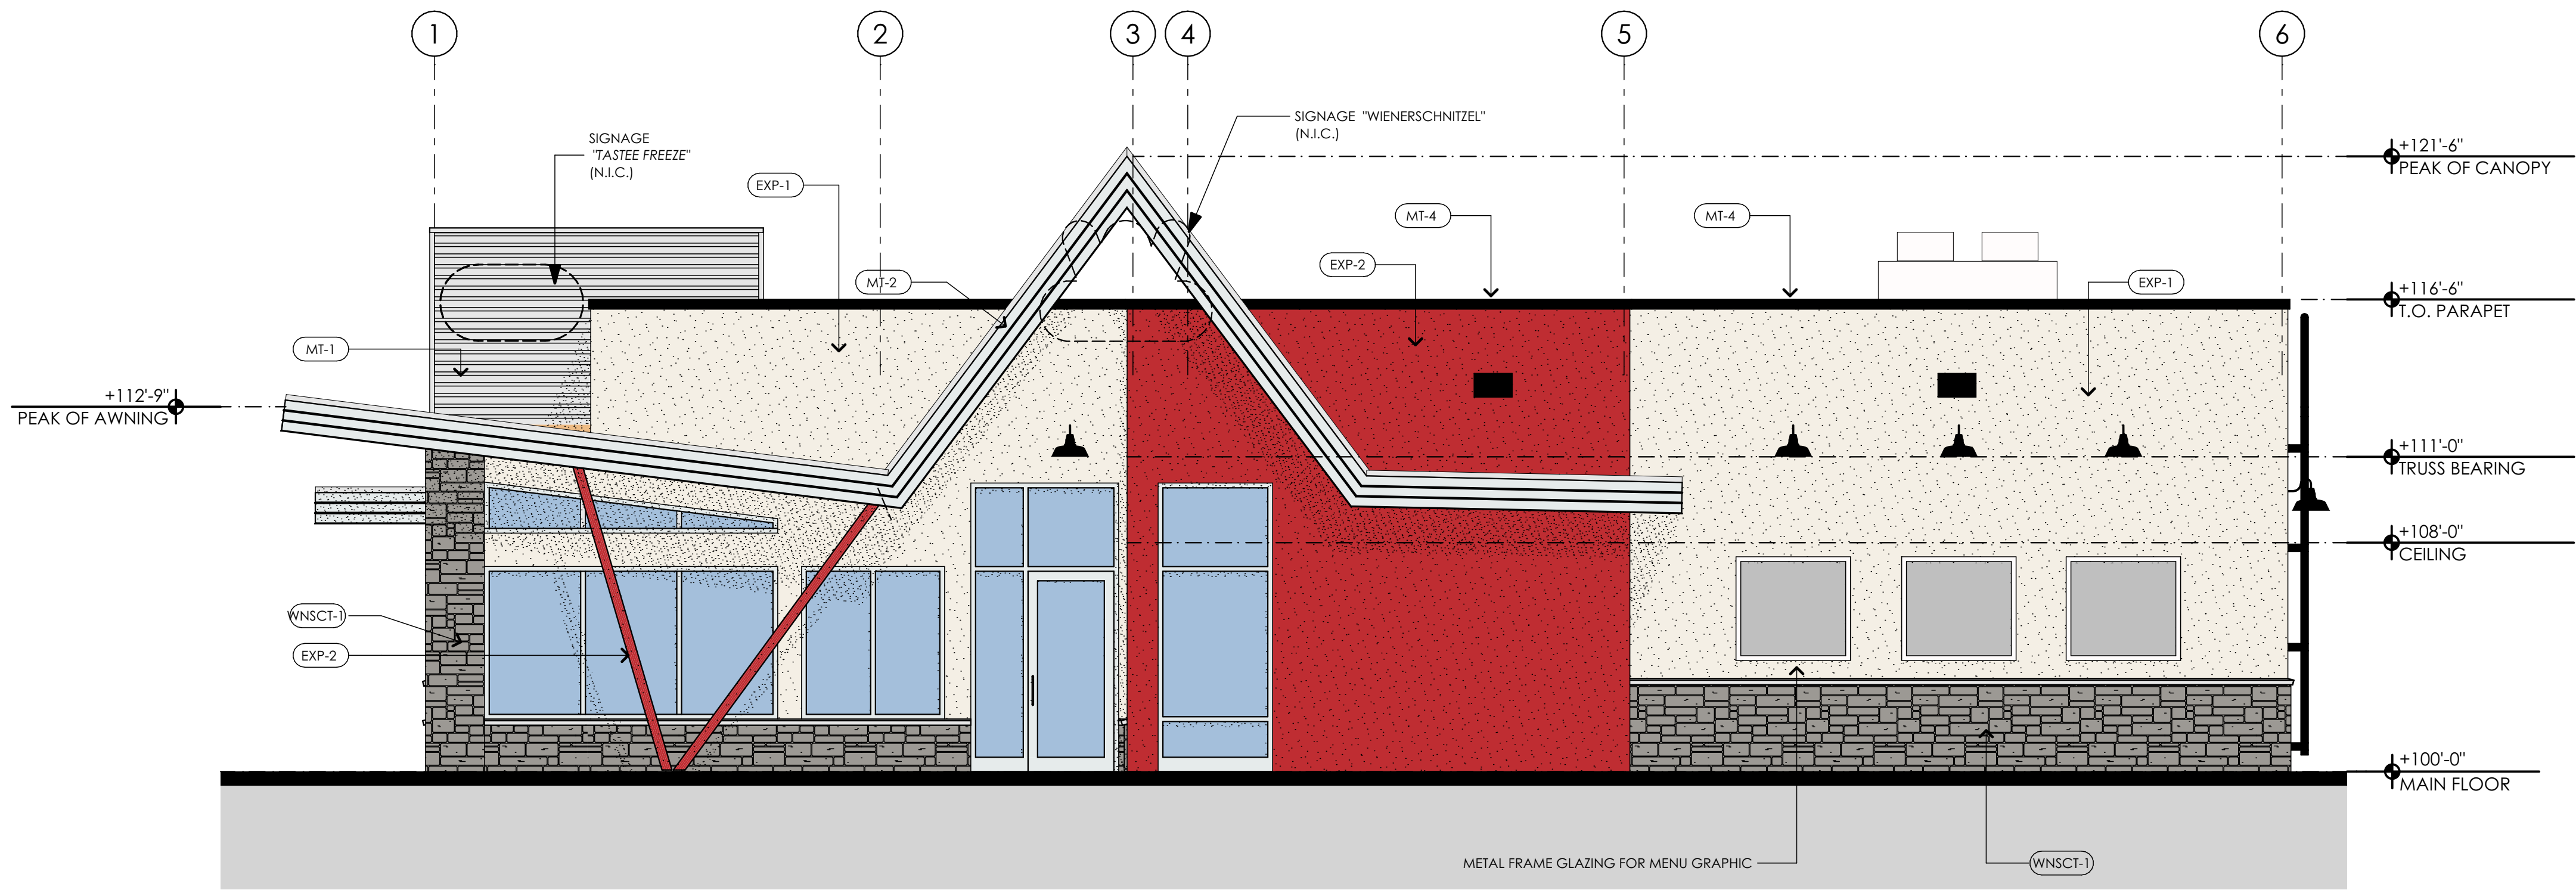 1
2
3
4
5
6
SIGNAGE
"TASTEE FREEZE"
(N.I.C.)
SIGNAGE "WIENERSCHNITZEL"
(N.I.C.)
EXP-1
MT-2
MT-4
EXP-2
MT-4
EXP-1
MT-1
+121'-6"
PEAK OF CANOPY
+116'-6"
T.O. PARAPET
+112'-9"
PEAK OF AWNING
+111'-0"
TRUSS BEARING
+108'-0"
CEILING
WNSCT-1
EXP-2
+100'-0"
MAIN FLOOR
METAL FRAME GLAZING FOR MENU GRAPHIC
WNSCT-1